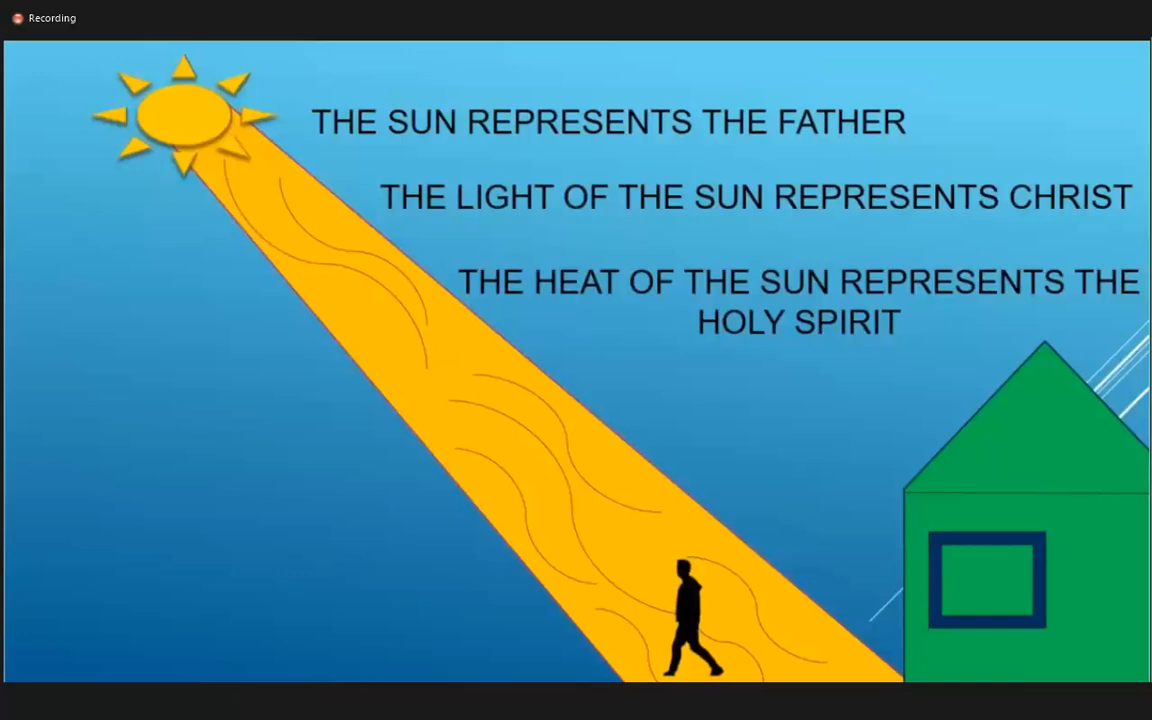 Recording
THE SUN REPRESENTS THE FATHER
THE LIGHT OF THE SUN REPRESENTS CHRIST
THE HEAT OF THE SUN REPRESENTS THE
HOLY SPIRIT